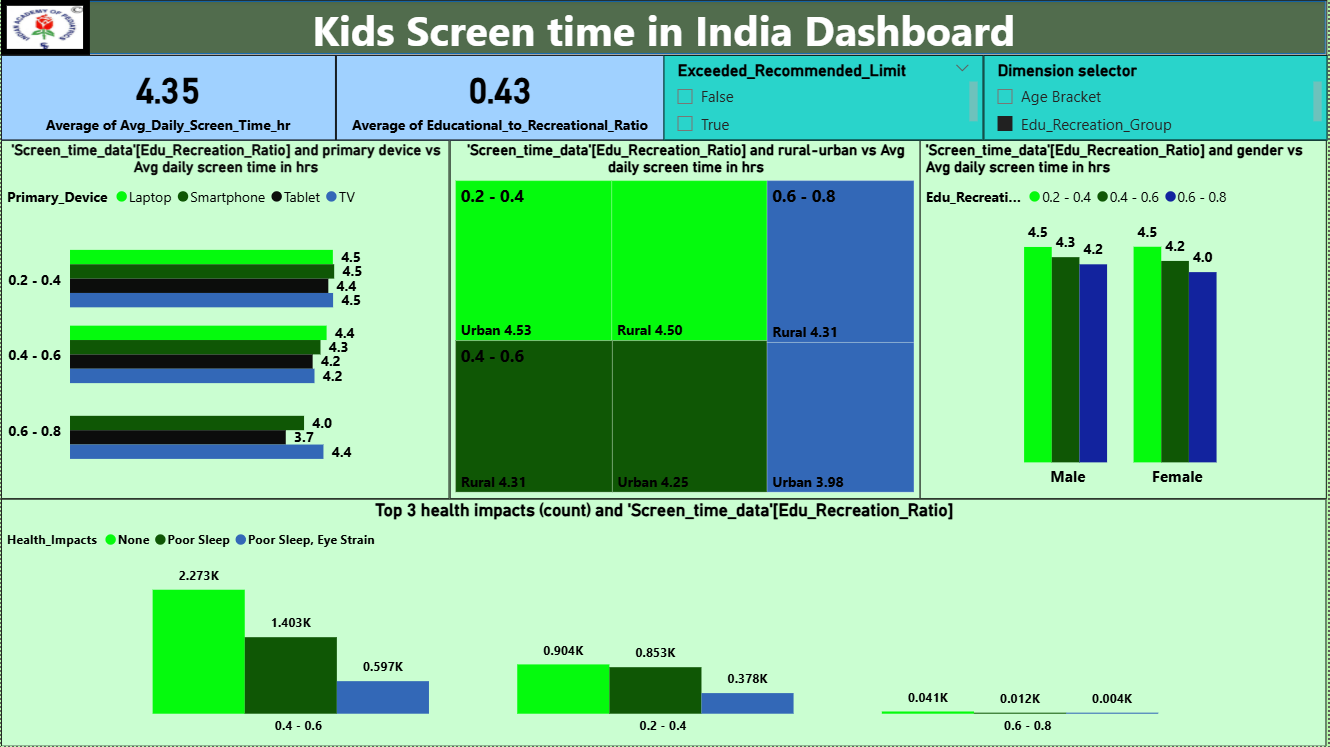 INDIAN ACADEMY OF PEDIATRICS
Kids Screen time in India Dashboard
4.35
Average of Avg_Daily_Screen_Time_hr
0.43
Average of Educational_to_Recreational_Ratio
Exceeded_Recommended_Limit
False
True
Dimension selector
Age Bracket
Edu_Recreation_Group
'Screen_time_data'[Edu_Recreation_Ratio] and primary device vs
Avg daily screen time in hrs
Primary_Device Laptop Smartphone Tablet TV
0.2 - 0.4
4.5
4.5
4.4
4.5
0.4 - 0.6
4.4
4.3
4.2
4.2
0.6 - 0.8
4.0
3.7
4.4
'Screen_time_data'[Edu_Recreation_Ratio] and rural-urban vs Avg
daily screen time in hrs
0.2 - 0.4
Urban 4.53
Rural 4.50
0.4 - 0.6
Rural 4.31
Urban 4.25
0.6 - 0.8
Rural 4.31
Urban 3.98
'Screen_time_data'[Edu_Recreation_Ratio] and gender vs
Avg daily screen time in hrs
Edu_Recreati... 0.2 - 0.4 0.4 - 0.6 0.6 - 0.8
4.5 4.3 4.2
4.5 4.2 4.0
Male Female
Top 3 health impacts (count) and 'Screen_time_data'[Edu_Recreation_Ratio]
Health_Impacts None Poor Sleep Poor Sleep, Eye Strain
2.273K
1.403K
0.597K
0.904K
0.853K
0.378K
0.041K
0.012K
0.004K
0.4 - 0.6
0.2 - 0.4
0.6 - 0.8